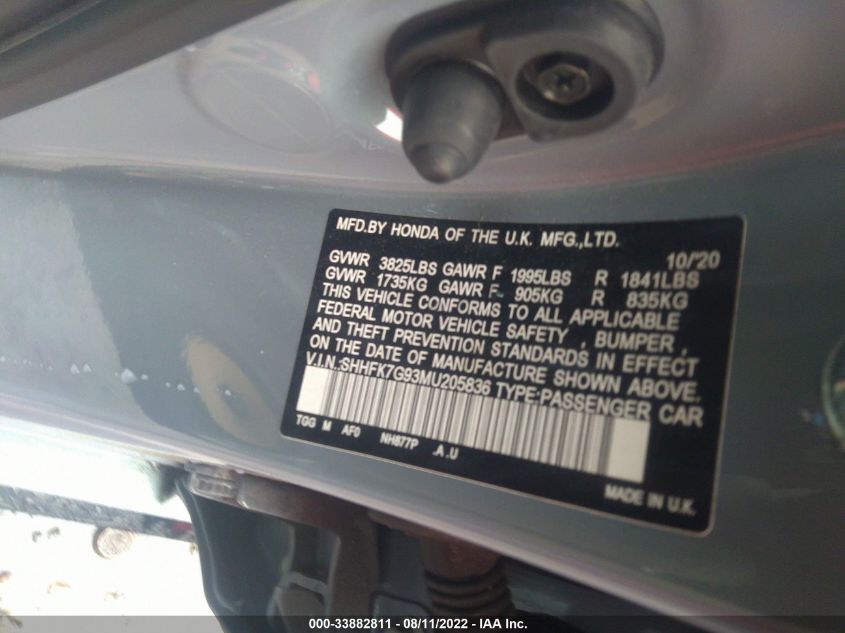 MFD.BY HONDA OF THE U.K. MFG.,LTD.
10/'20
GVWR 3825LBS GAWR F 1995LBS R 1841LBS
GVWR 1735KG GAWR F 905KG R 835KG
THIS VEHICLE CONFORMS TO ALL APPLICABLE
FEDERAL MOTOR VEHICLE SAFETY , BUMPER ,
AND THEFT PREVENTION STANDARDS IN EFFECT
ON THE DATE OF MANUFACTURE SHOWN ABOVE.
V.I.N.:SHHFK7G93MU205836 TYPE:PASSENGER CAR
TGG M AF0 NH877P .A .U
MADE IN U.K.
000-33882811 - 08/11/2022 - IAA Inc.